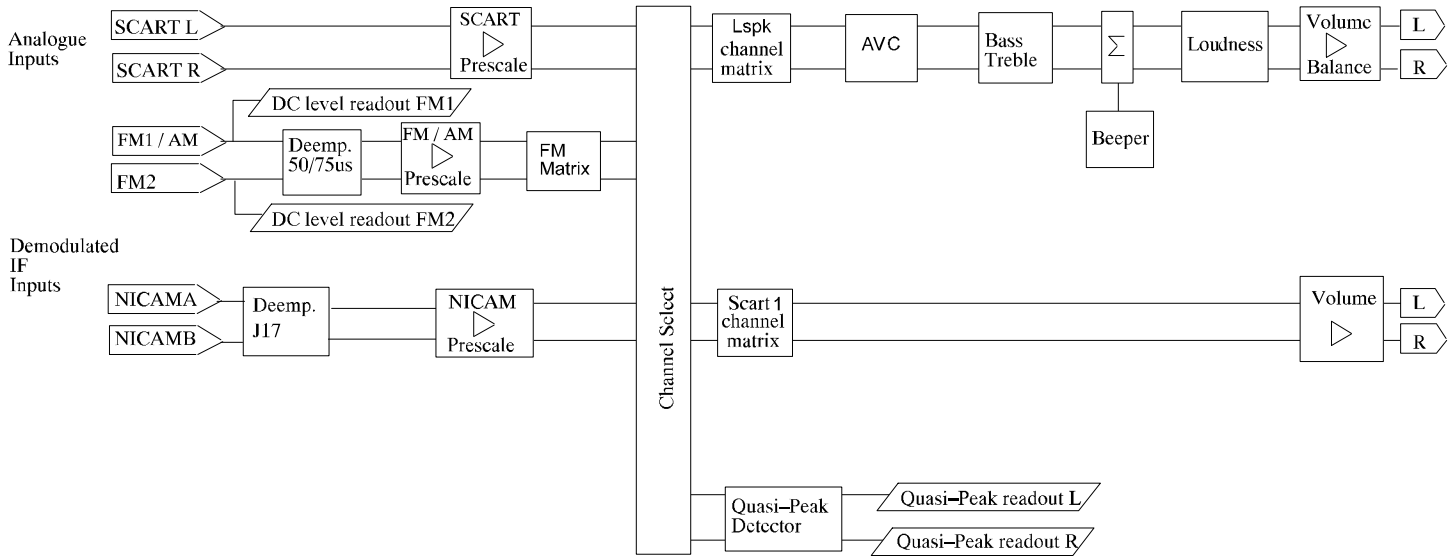 Analogue
Inputs
SCART L
SCART R
SCART
Prescale
DC level readout FM1
FM1 / AM
FM2
Deemp.
50/75us
FM / AM
Prescale
FM
Matrix
DC level readout FM2
Demodulated
IF
Inputs
NICAMA
NICAMB
Deemp.
J17
NICAM
Prescale
Channel Select
Lspk
channel
matrix
AVC
Bass
Treble
Σ
Beeper
Loudness
Volume
Balance
L
R
Scart 1
channel
matrix
Volume
L
R
Quasi–Peak
Detector
Quasi–Peak readout L
Quasi–Peak readout R